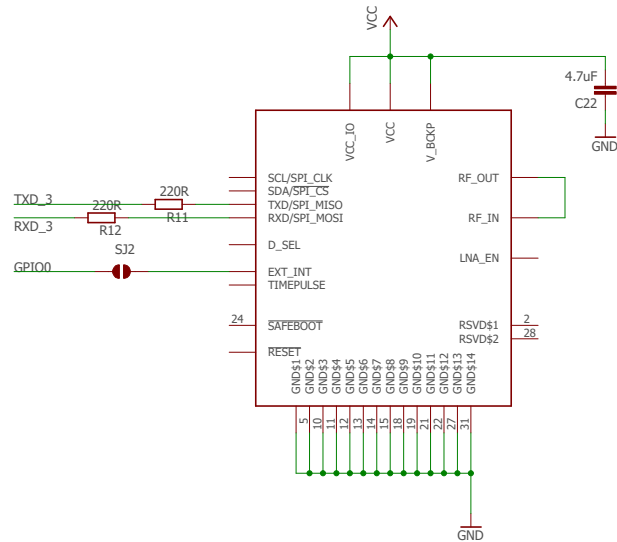 VCC
4.7uF
C22
GND
VCC_IO
VCC
V_BCKP
SCL/SPI_CLK
SDA/SPI_CS
TXD/SPI_MISO
RXD/SPI_MOSI
D_SEL
EXT_INT
TIMEPULSE
24
SAFEBOOT
RESET
RF_OUT
RF_IN
LNA_EN
RSVD$1
2
RSVD$2
28
TXD_3
220R
R11
220R
RXD_3
R12
SJ2
GPIO0
GND$1
GND$2
GND$3
GND$4
GND$5
GND$6
GND$7
GND$8
GND$9
GND$10
GND$11
GND$12
GND$13
GND$14
5
10
11
12
13
14
15
18
19
21
22
27
31
GND